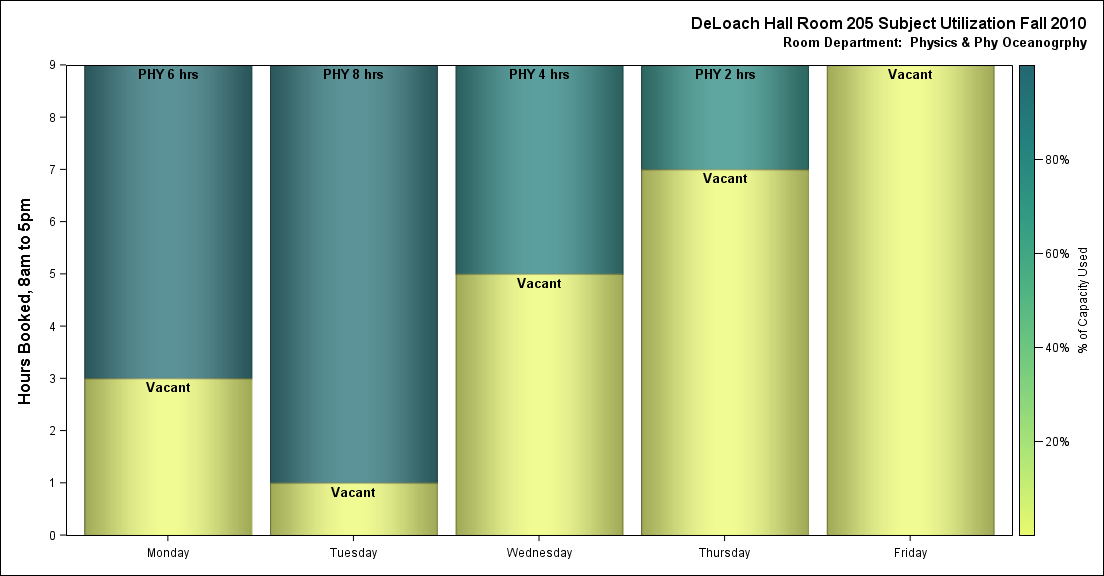 DeLoach Hall Room 205 Subject Utilization Fall 2010
Room Department:  Physics & Phy Oceanogrphy
Hours Booked, 8am to 5pm
9
8
7
6
5
4
3
2
1
0
PHY 6 hrs
Vacant
PHY 8 hrs
Vacant
PHY 4 hrs
Vacant
PHY 2 hrs
Vacant
Vacant
Monday
Tuesday
Wednesday
Thursday
Friday
80%
60%
40%
20%
% of Capacity Used